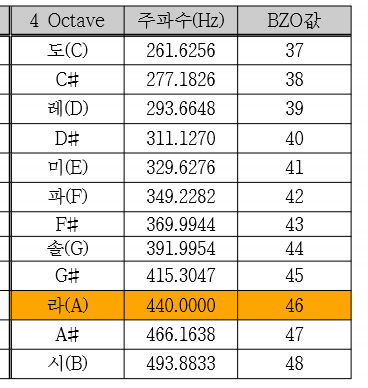 4 Octave 주파수(Hz) BZO값
도(C) 261.6256 37
C# 277.1826 38
레(D) 293.6648 39
D# 311.1270 40
미(E) 329.6276 41
파(F) 349.2282 42
F# 369.9944 43
솔(G) 391.9954 44
G# 415.3047 45
라(A) 440.0000 46
A# 466.1638 47
시(B) 493.8833 48